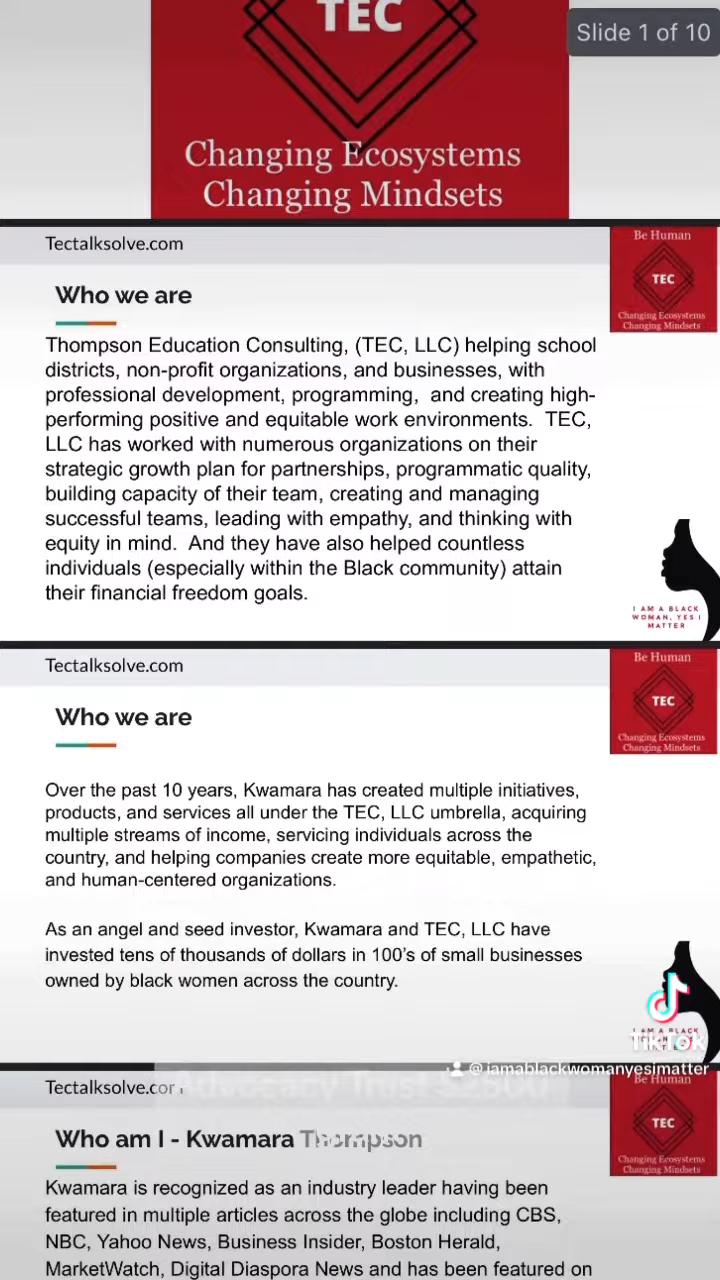 TEC
Slide 1 of 10
Changing Ecosystems
Changing Mindsets
Tectalksolve.com
Be Human
TEC
Changing Ecosystems
Changing Mindsets
Who we are
Thompson Education Consulting, (TEC, LLC) helping school
districts, non-profit organizations, and businesses, with
professional development, programming, and creating high-
performing positive and equitable work environments. TEC,
LLC has worked with numerous organizations on their
strategic growth plan for partnerships, programmatic quality,
building capacity of their team, creating and managing
successful teams, leading with empathy, and thinking with
equity in mind. And they have also helped countless
individuals (especially within the Black community) attain
their financial freedom goals.
I AM A BLACK
WOMAN, YES I
MATTER
Tectalksolve.com
Be Human
TEC
Changing Ecosystems
Changing Mindsets
Who we are
Over the past 10 years, Kwamara has created multiple initiatives,
products, and services all under the TEC, LLC umbrella, acquiring
multiple streams of income, servicing individuals across the
country, and helping companies create more equitable, empathetic,
and human-centered organizations.
As an angel and seed investor, Kwamara and TEC, LLC have
invested tens of thousands of dollars in 100's of small businesses
owned by black women across the country.
I AM A BLACK
TikTok
@iamablackwomanyesimatter
Tectalksolve.com
Be Human
TEC
Changing Ecosystems
Changing Mindsets
Who am I - Kwamara Thompson
Kwamara is recognized as an industry leader having been
featured in multiple articles across the globe including CBS,
NBC, Yahoo News, Business Insider, Boston Herald,
MarketWatch, Digital Diaspora News and has been featured on